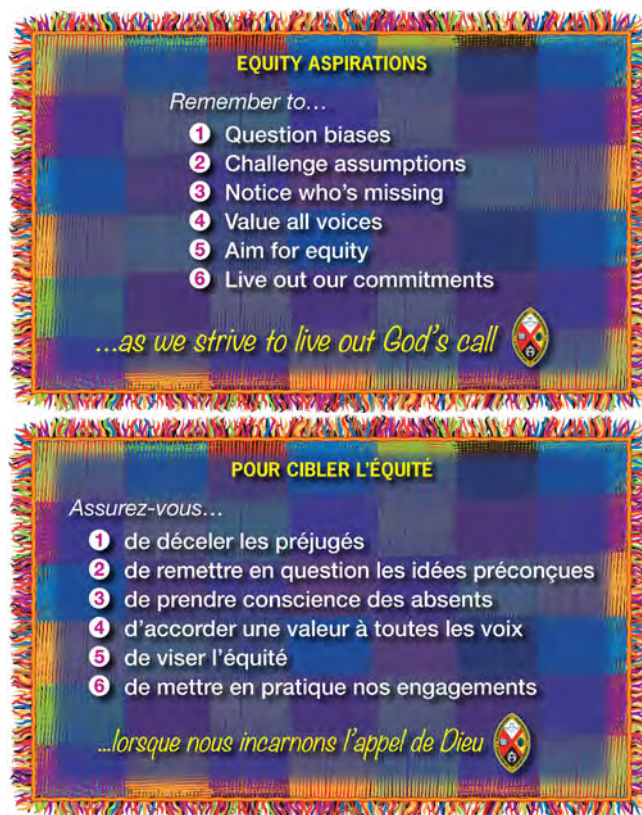 EQUITY ASPIRATIONS
Remember to…
1 Question biases
2 Challenge assumptions
3 Notice who's missing
4 Value all voices
5 Aim for equity
6 Live out our commitments
...as we strive to live out God's call
POUR CIBLER L'ÉQUITÉ
Assurez-vous…
1 de déceler les préjugés
2 de remettre en question les idées préconçues
3 de prendre conscience des absents
4 d'accorder une valeur à toutes les voix
5 de viser l'équité
6 de mettre en pratique nos engagements
...lorsque nous incarnons l'appel de Dieu